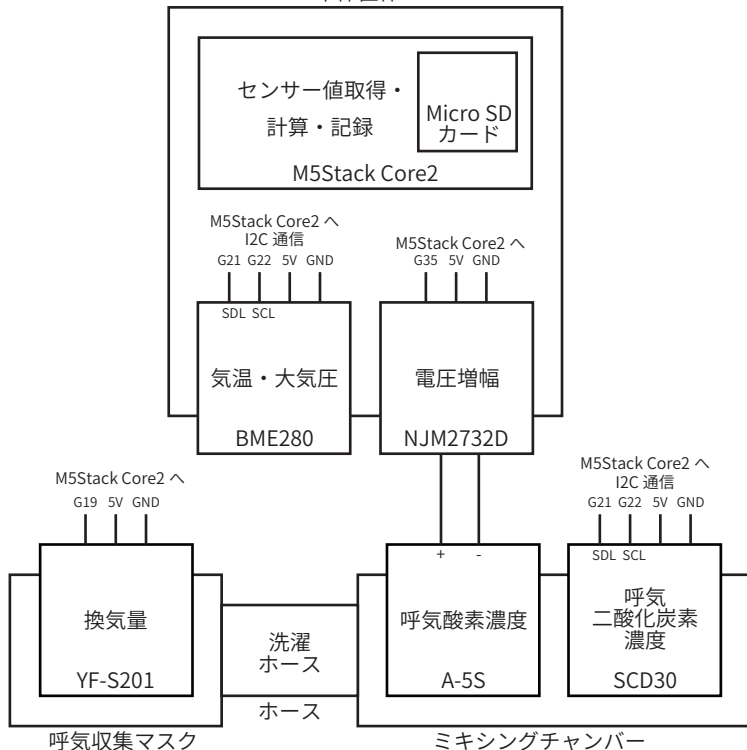 センサー値取得・
計算・記録
Micro SD
カード
M5Stack Core2
M5Stack Core2 へ
I2C 通信
G21 G22 5V GND
SDL SCL
気温・大気圧
BME280
M5Stack Core2 へ
G35 5V GND
電圧増幅
NJM2732D
M5Stack Core2 へ
G19 5V GND
換気量
YF-S201
呼気収集マスク
洗濯
ホース
ホース
+ -
呼気酸素濃度
A-5S
M5Stack Core2 へ
I2C 通信
G21 G22 5V GND
SDL SCL
呼気
二酸化炭素
濃度
SCD30
ミキシングチャンバー